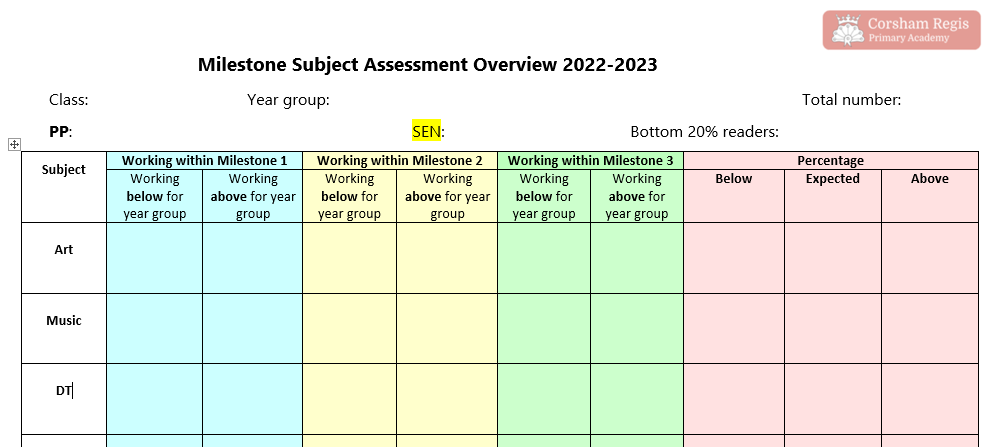 Corsham Regis
Primary Academy
Milestone Subject Assessment Overview 2022-2023
Class: Year group: Total number:
PP: SEN: Bottom 20% readers:
Subject Working within Milestone 1 Working within Milestone 2 Working within Milestone 3 Percentage
Working below for year group Working above for year group Working below for year group Working above for year group Working below for year group Working above for year group Below Expected Above
Art
Music
DT